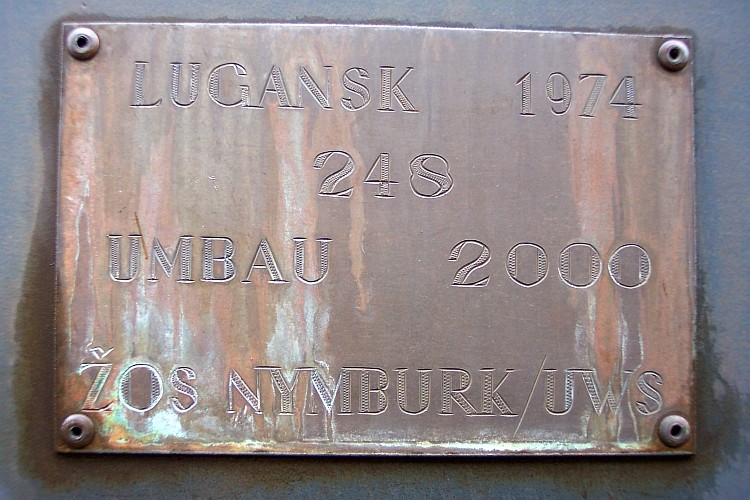 LUGANSK 1974
248
UMBAU 2000
ŽOS NYMBURK/UWS